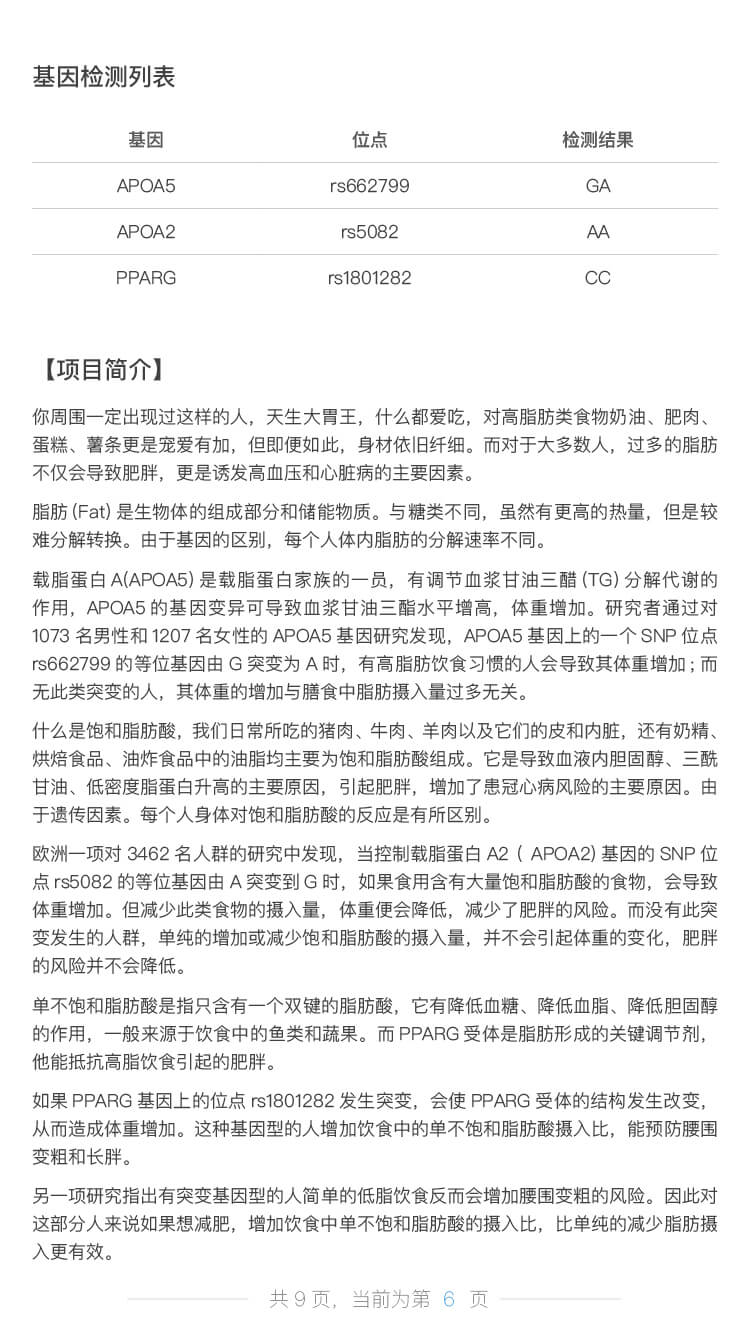 基因检测列表
基因 位点 检测结果
APOA5 rs662799 GA
APOA2 rs5082 AA
PPARG rs1801282 CC
【项目简介】
你周围一定出现过这样的人，天生大胃王，什么都爱吃，对高脂肪类食物奶油、肥肉、
蛋糕、薯条更是宠爱有加，但即便如此，身材依旧纤细。而对于大多数人，过多的脂肪
不仅会导致肥胖，更是诱发高血压和心脏病的主要因素。
脂肪 (Fat) 是生物体的组成部分和储能物质。与糖类不同，虽然有更高的热量，但是较
难分解转换。由于基因的区别，每个人体内脂肪的分解速率不同。
载脂蛋白 A(APOA5) 是载脂蛋白家族的一员，有调节血浆甘油三醋 (TG) 分解代谢的
作用，APOA5 的基因变异可导致血浆甘油三酯水平增高，体重增加。研究者通过对
1073 名男性和 1207 名女性的 APOA5 基因研究发现，APOA5 基因上的一个 SNP 位点
rs662799 的等位基因由 G 突变为 A 时，有高脂肪饮食习惯的人会导致其体重增加 ; 而
无此类突变的人，其体重的增加与膳食中脂肪摄入量过多无关。
什么是饱和脂肪酸，我们日常所吃的猪肉、牛肉、羊肉以及它们的皮和内脏，还有奶精、
烘焙食品、油炸食品中的油脂均主要为饱和脂肪酸组成。它是导致血液内胆固醇、三酰
甘油、低密度脂蛋白升高的主要原因，引起肥胖，增加了患冠心病风险的主要原因。由
于遗传因素。每个人身体对饱和脂肪酸的反应是有所区别。
欧洲一项对 3462 名人群的研究中发现，当控制载脂蛋白 A2（ APOA2) 基因的 SNP 位
点 rs5082 的等位基因由 A 突变到 G 时，如果食用含有大量饱和脂肪酸的食物，会导致
体重增加。但减少此类食物的摄入量，体重便会降低，减少了肥胖的风险。而没有此突
变发生的人群，单纯的增加或减少饱和脂肪酸的摄入量，并不会引起体重的变化，肥胖
的风险并不会降低。
单不饱和脂肪酸是指只含有一个双键的脂肪酸，它有降低血糖、降低血脂、降低胆固醇
的作用，一般来源于饮食中的鱼类和蔬果。而 PPARG 受体是脂肪形成的关键调节剂，
他能抵抗高脂饮食引起的肥胖。
如果 PPARG 基因上的位点 rs1801282 发生突变，会使 PPARG 受体的结构发生改变，
从而造成体重增加。这种基因型的人增加饮食中的单不饱和脂肪酸摄入比，能预防腰围
变粗和长胖。
另一项研究指出有突变基因型的人简单的低脂饮食反而会增加腰围变粗的风险。因此对
这部分人来说如果想减肥，增加饮食中单不饱和脂肪酸的摄入比，比单纯的减少脂肪摄
入更有效。
共 9 页，当前为第 6 页